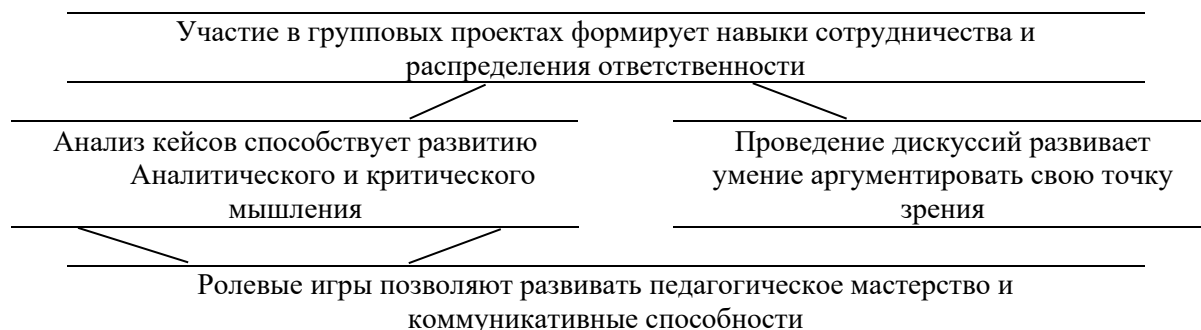 Участие в групповых проектах формирует навыки сотрудничества и
распределения ответственности
Анализ кейсов способствует развитию
Аналитического и критического
мышления
Проведение дискуссий развивает
умение аргументировать свою точку
зрения
Ролевые игры позволяют развивать педагогическое мастерство и
коммуникативные способности